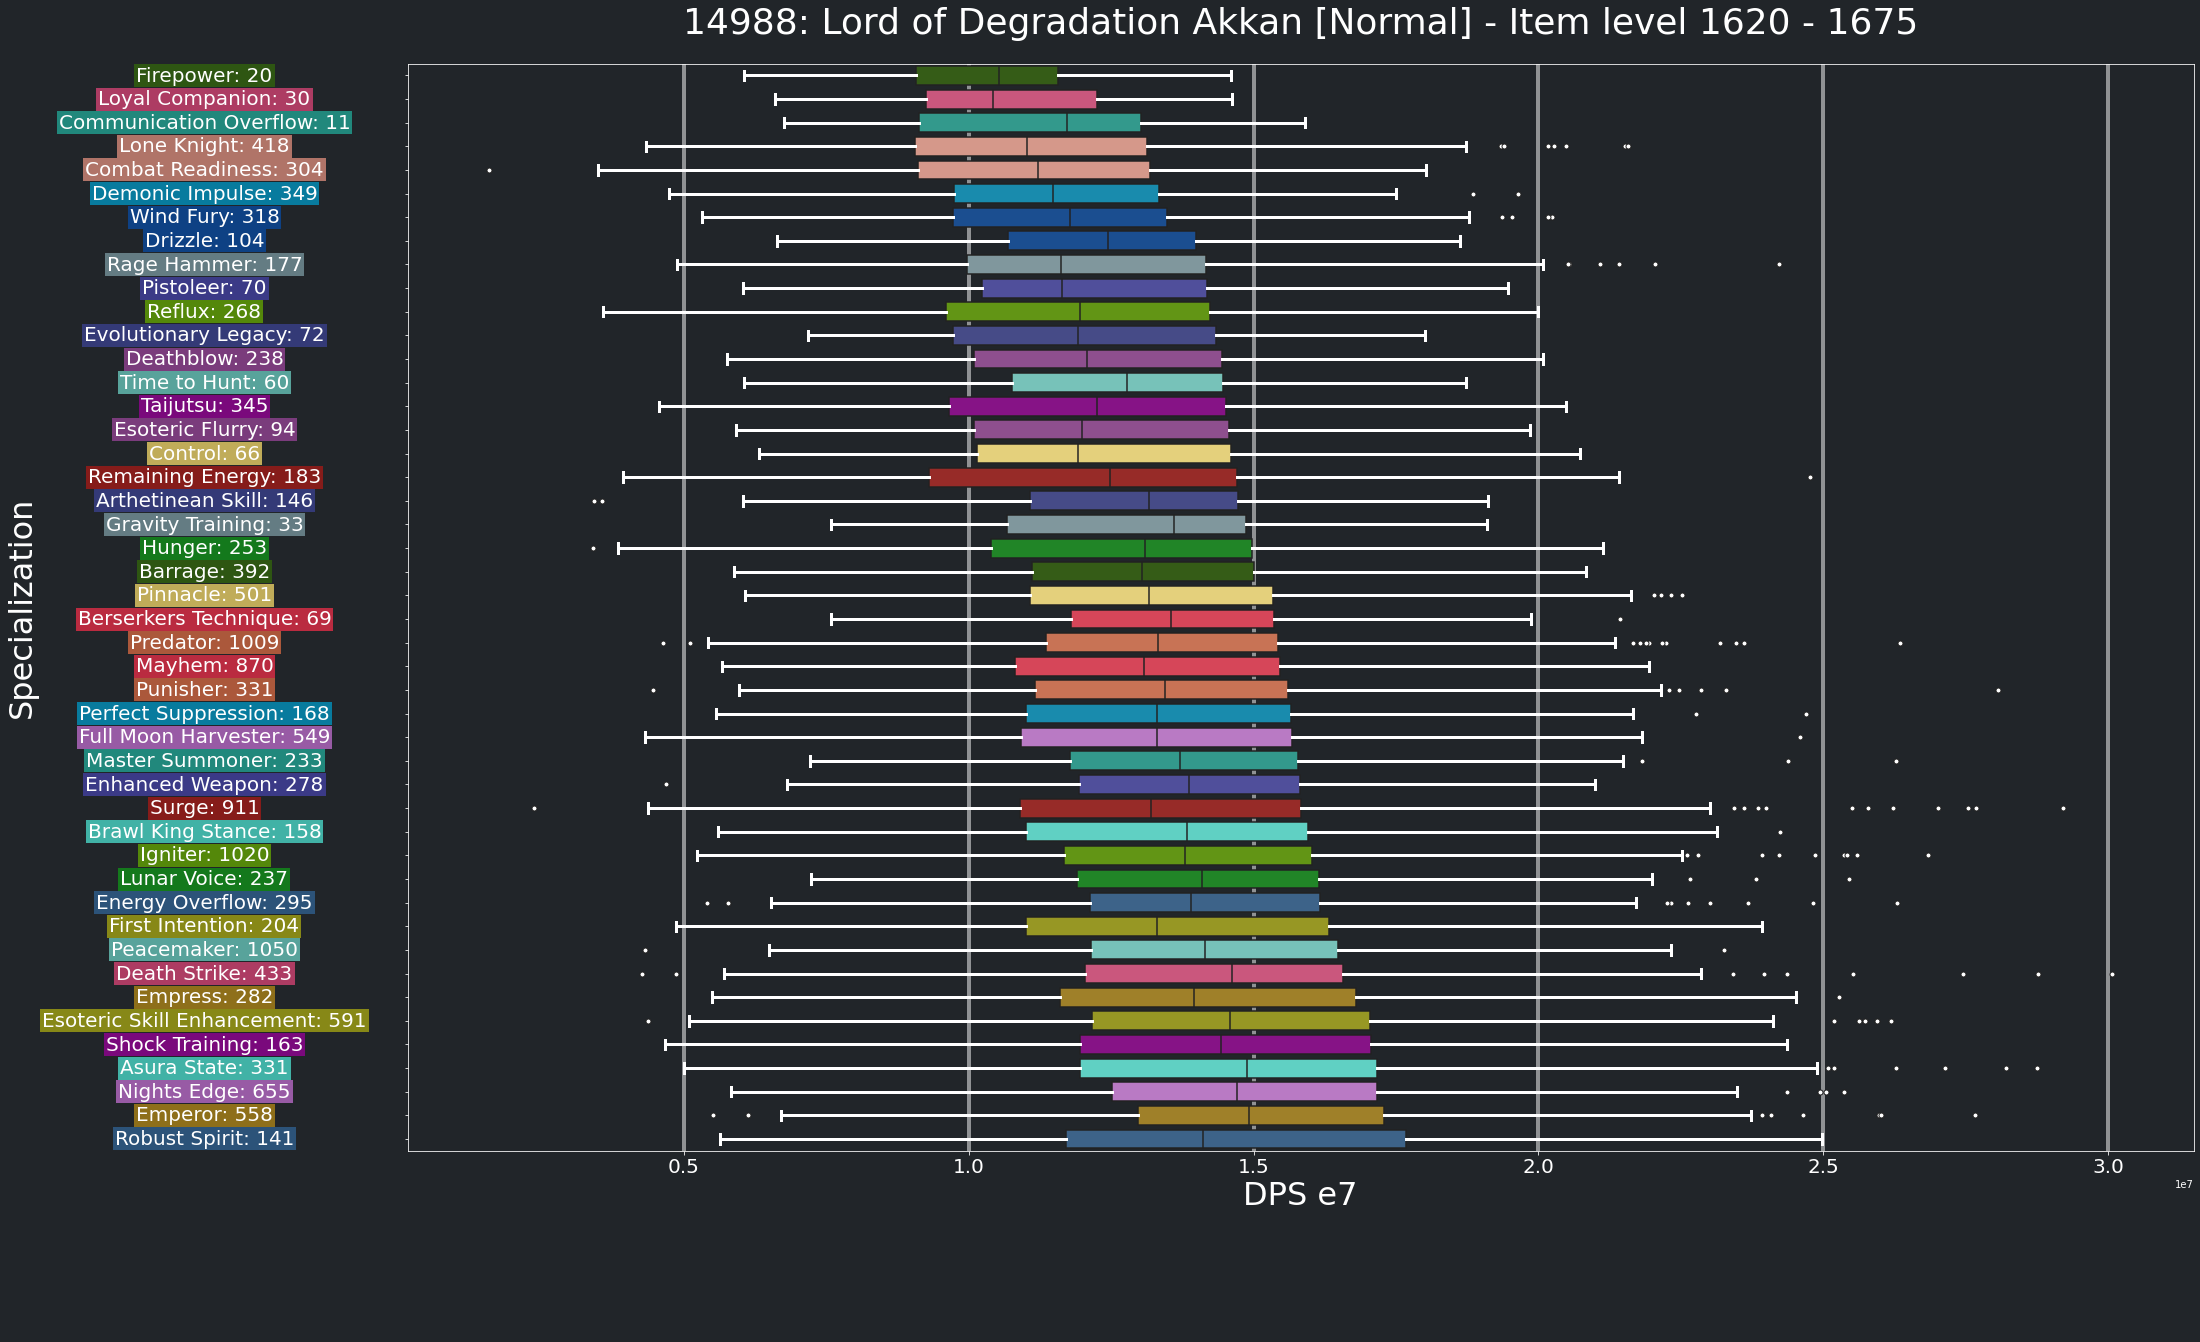 14988: Lord of Degradation Akkan [Normal] - Item level 1620 - 1675
Specialization
Firepower: 20
Loyal Companion: 30
Communication Overflow: 11
Lone Knight: 418
Combat Readiness: 304
Demonic Impulse: 349
Wind Fury: 318
Drizzle: 104
Rage Hammer: 177
Pistoleer: 70
Reflux: 268
Evolutionary Legacy: 72
Deathblow: 238
Time to Hunt: 60
Taijutsu: 345
Esoteric Flurry: 94
Control: 66
Remaining Energy: 183
Arthetinean Skill: 146
Gravity Training: 33
Hunger: 253
Barrage: 392
Pinnacle: 501
Berserkers Technique: 69
Predator: 1009
Mayhem: 870
Punisher: 331
Perfect Suppression: 168
Full Moon Harvester: 549
Master Summoner: 233
Enhanced Weapon: 278
Surge: 911
Brawl King Stance: 158
Igniter: 1020
Lunar Voice: 237
Energy Overflow: 295
First Intention: 204
Peacemaker: 1050
Death Strike: 433
Empress: 282
Esoteric Skill Enhancement: 591
Shock Training: 163
Asura State: 331
Nights Edge: 655
Emperor: 558
Robust Spirit: 141
0.5 1.0 1.5 2.0 2.5 3.0
DPS e7
1e7